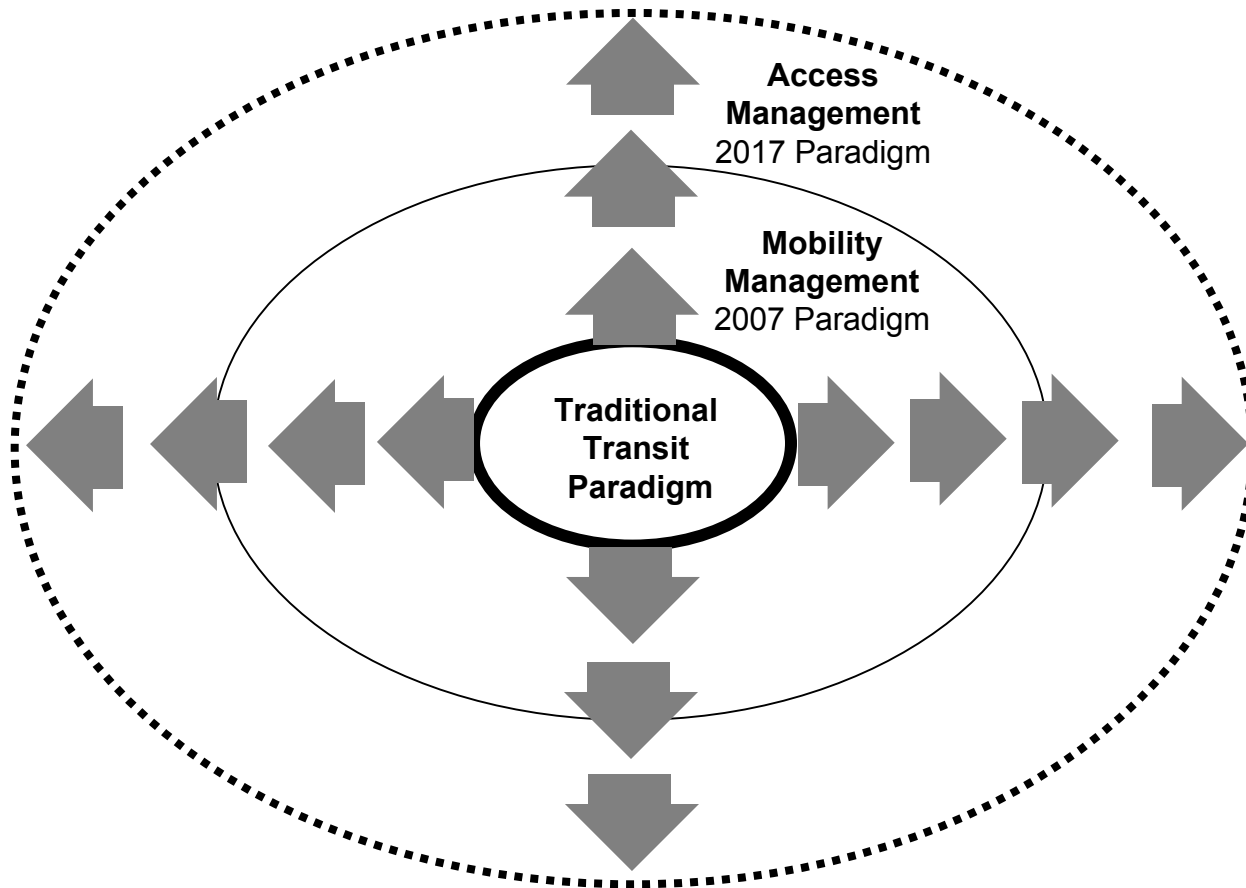 Access
Management
2017 Paradigm
Mobility
Management
2007 Paradigm
Traditional
Transit
Paradigm